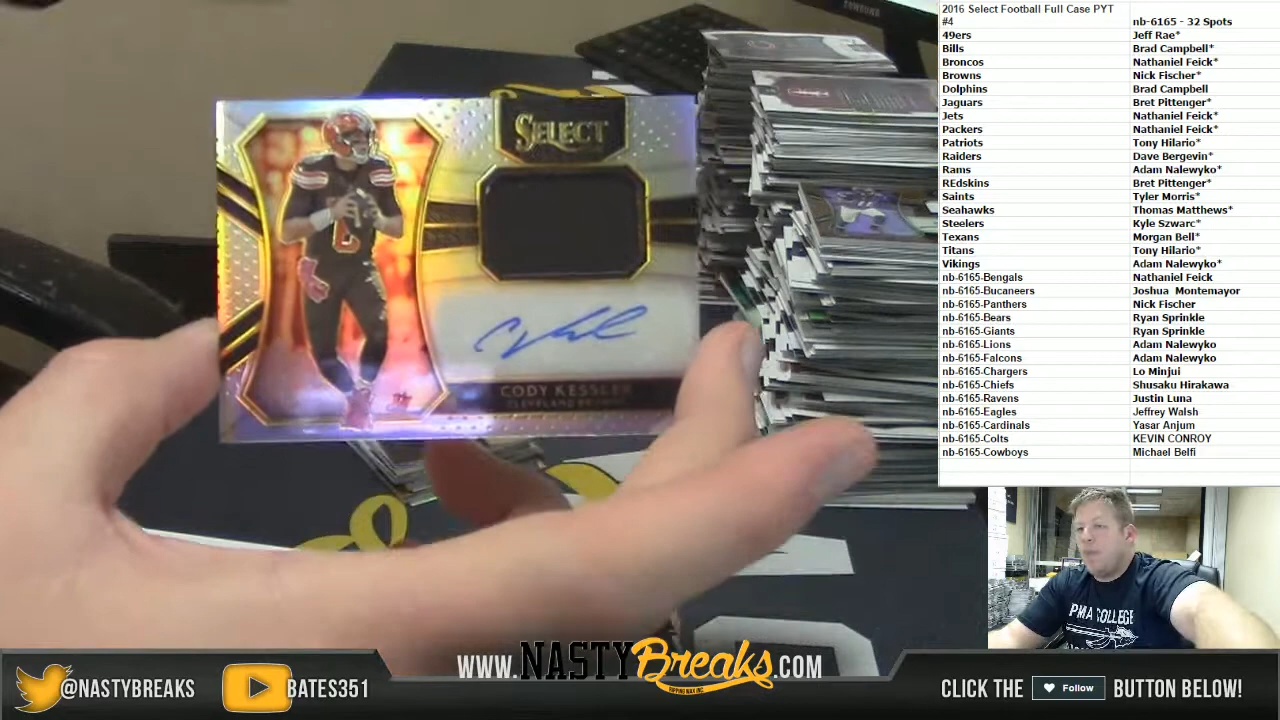 SAMSUNG
SELECT
CODY KESSLER
CLEVELAND BROWNS
2016 Select Football Full Case PYT
#4 nb-6165 - 32 Spots
49ers Jeff Rae*
Bills Brad Campbell*
Broncos Nathaniel Feick*
Browns Nick Fischer*
Dolphins Brad Campbell
Jaguars Bret Pittenger*
Jets Nathaniel Feick*
Packers Nathaniel Feick*
Patriots Tony Hilario*
Raiders Dave Bergevin*
Rams Adam Nalewyko*
REdskins Bret Pittenger*
Saints Tyler Morris*
Seahawks Thomas Matthews*
Steelers Kyle Szwarc*
Texans Morgan Bell*
Titans Tony Hilario*
Vikings Adam Nalewyko*
nb-6165-Bengals Nathaniel Feick
nb-6165-Bucaneers Joshua Montemayor
nb-6165-Panthers Nick Fischer
nb-6165-Bears Ryan Sprinkle
nb-6165-Giants Ryan Sprinkle
nb-6165-Lions Adam Nalewyko
nb-6165-Falcons Adam Nalewyko
nb-6165-Chargers Lo Minjui
nb-6165-Chiefs Shusaku Hirakawa
nb-6165-Ravens Justin Luna
nb-6165-Eagles Jeffrey Walsh
nb-6165-Cardinals Yasar Anjum
nb-6165-Colts KEVIN CONROY
nb-6165-Cowboys Michael Belfi
PMA COLLEGE
@NASTYBREAKS
BATES351
WWW.NASTYBreaks.COM
RIPPING WAX INC.
CLICK THE Follow BUTTON BELOW!